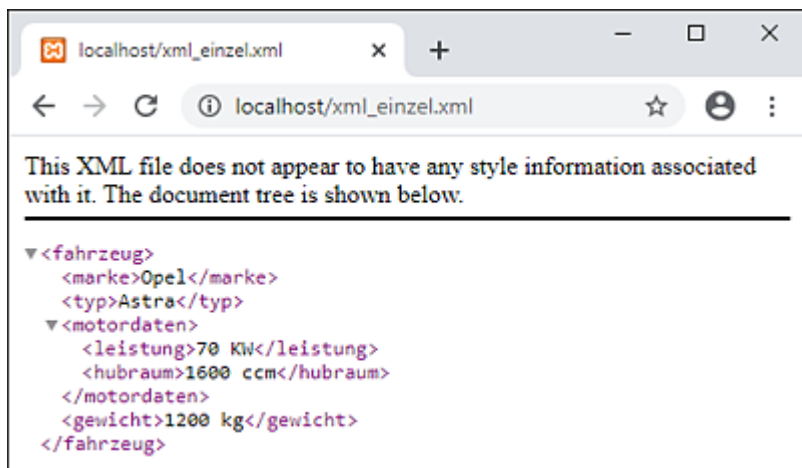 localhost/xml_einzel.xml
localhost/xml_einzel.xml
This XML file does not appear to have any style information associated
with it. The document tree is shown below.
<fahrzeug>
<marke>Opel</marke>
<typ>Astra</typ>
<motordaten>
<leistung>70 KW</leistung>
<hubraum>1600 ccm</hubraum>
</motordaten>
<gewicht>1200 kg</gewicht>
</fahrzeug>